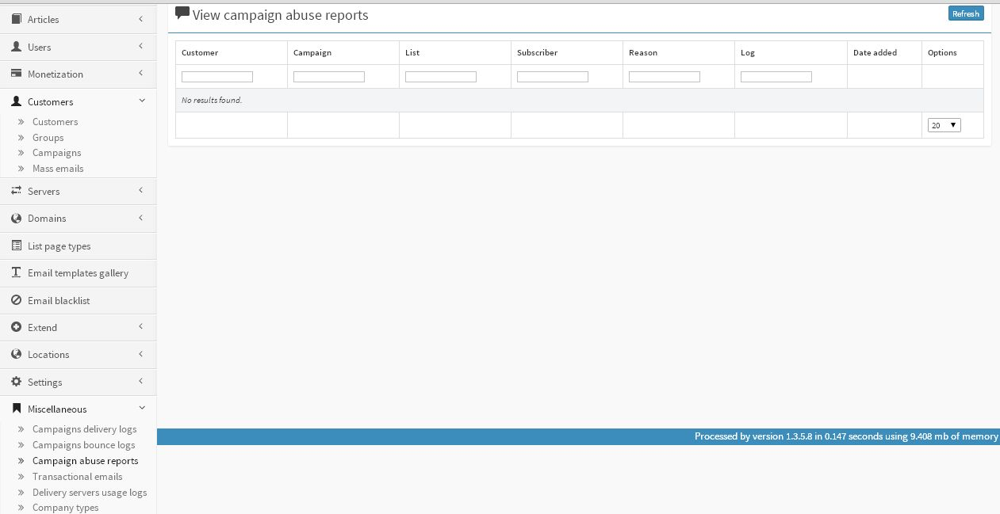 Articles
Users
Monetization
Customers
Customers
Groups
Campaigns
Mass emails
Servers
Domains
List page types
Email templates gallery
Email blacklist
Extend
Locations
Settings
Miscellaneous
Campaigns delivery logs
Campaigns bounce logs
Campaign abuse reports
Transactional emails
Delivery servers usage logs
Company types
View campaign abuse reports
Refresh
Customer Campaign List Subscriber Reason Log Date added Options
No results found.
20
Processed by version 1.3.5.8 in 0.147 seconds using 9.408 mb of memory